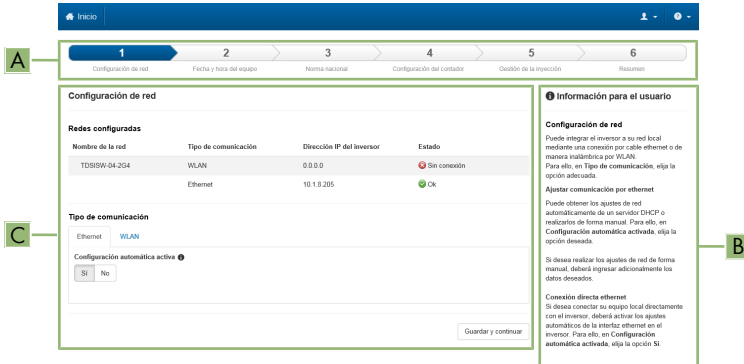 Inicio
1 2 3 4 5 6
Configuración de red Fecha y hora del equipo Norma nacional Configuración del contador Gestión de la inyección Resumen
A
Configuración de red
Redes configuradas
Nombre de la red Tipo de comunicación Dirección IP del inversor Estado
TDSISW-04-2G4 WLAN 0.0.0.0 Sin conexión
Ethernet 10.1.8.205 Ok
Tipo de comunicación
Ethernet WLAN
Configuración automática activa
Sí No
Guardar y continuar
C
Información para el usuario
Configuración de red
Puede integrar el inversor a su red local
mediante una conexión por cable ethernet o de
manera inalámbrica por WLAN.
Para ello, en Tipo de comunicación, elija la
opción adecuada.
Ajustar comunicación por ethernet
Puede obtener los ajustes de red
automáticamente de un servidor DHCP o
realizarlos de forma manual. Para ello, en
Configuración automática activada, elija la
opción deseada.
Si desea realizar los ajustes de red de forma
manual, deberá ingresar adicionalmente los
datos deseados.
Conexión directa ethernet
Si desea conectar su equipo local directamente
con el inversor, deberá activar los ajustes
automáticos de la interfaz ethernet en el
inversor. Para ello, en Configuración
automática activada, elija la opción Sí.
B